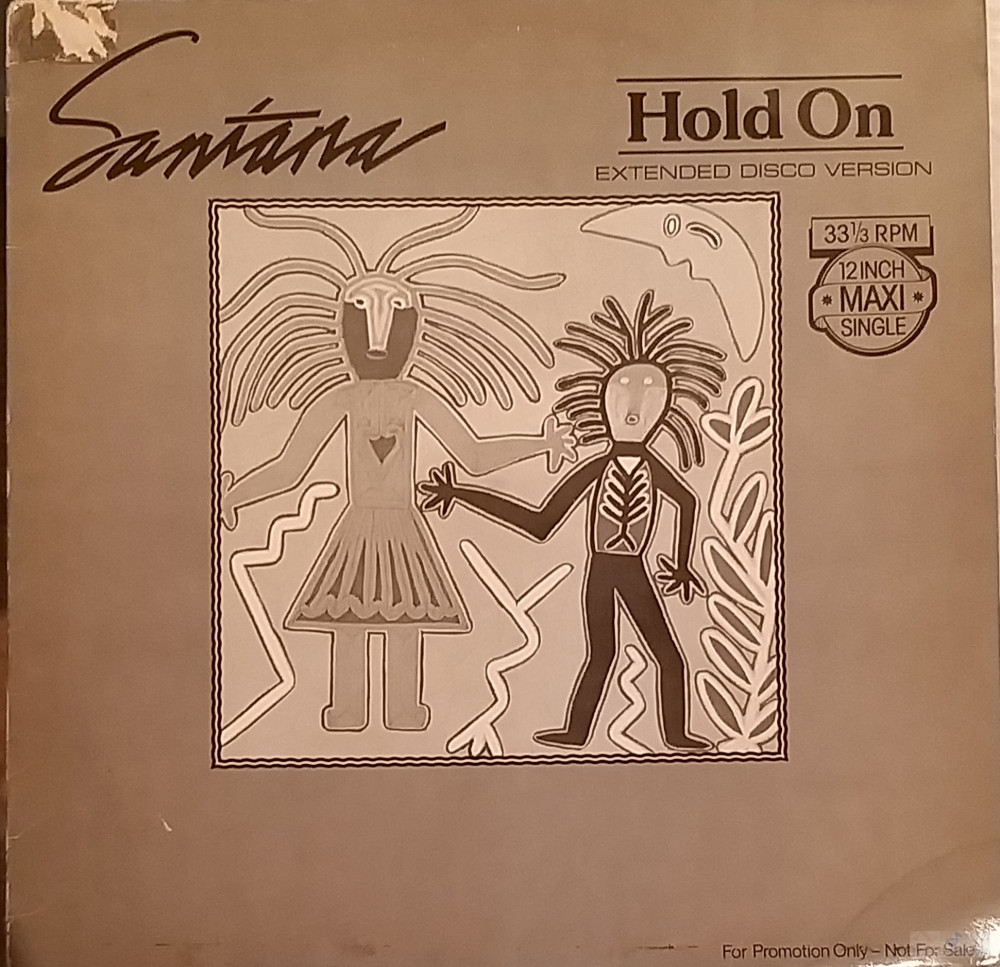 Santana
Hold On
EXTENDED DISCO VERSION
33⅓ RPM
12 INCH
* MAXI *
SINGLE
For Promotion Only – Not For Sale